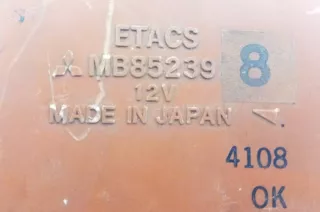 ETACS
MB85239
8
12V
MADE IN JAPAN
4108
OK